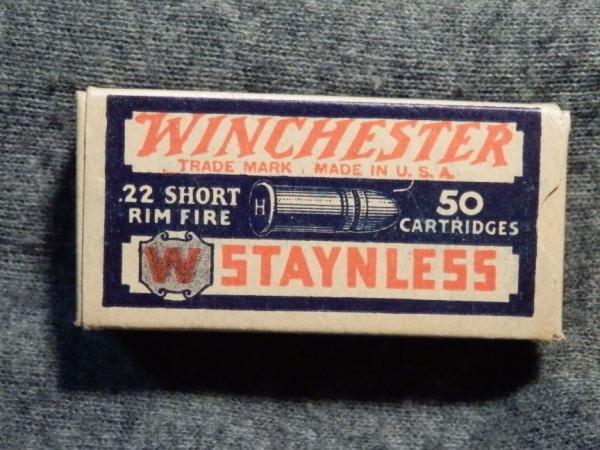 WINCHESTER
TRADE MARK . MADE IN U. S. A.
.22 SHORT
RIM FIRE
H
50
CARTRIDGES
W
STAYNLESS